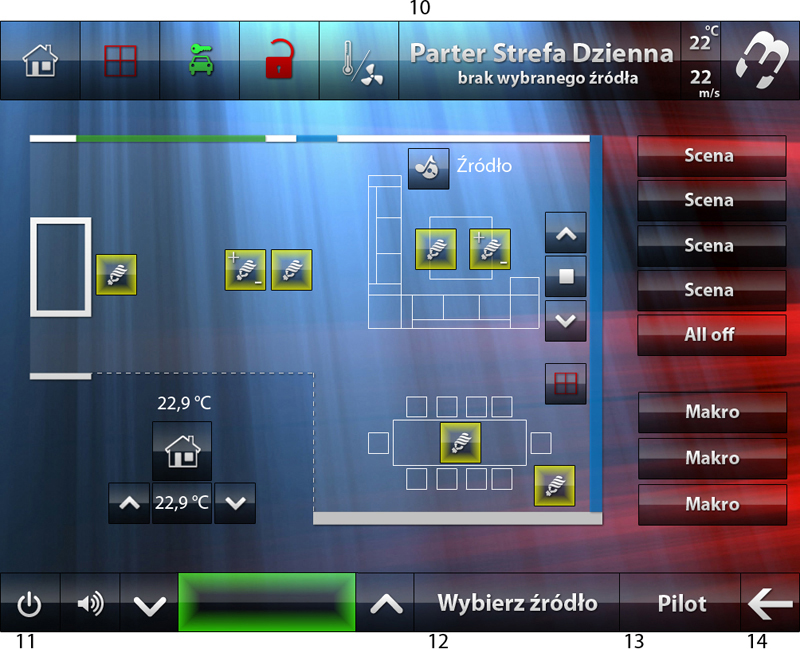 10
Parter Strefa Dzienna
brak wybranego źródła
22 °C
22
m/s
Źródło
Scena
Scena
Scena
Scena
All off
22,9 °C
22,9 °C
Makro
Makro
Makro
Wybierz źródło
Pilot
11
12
13
14